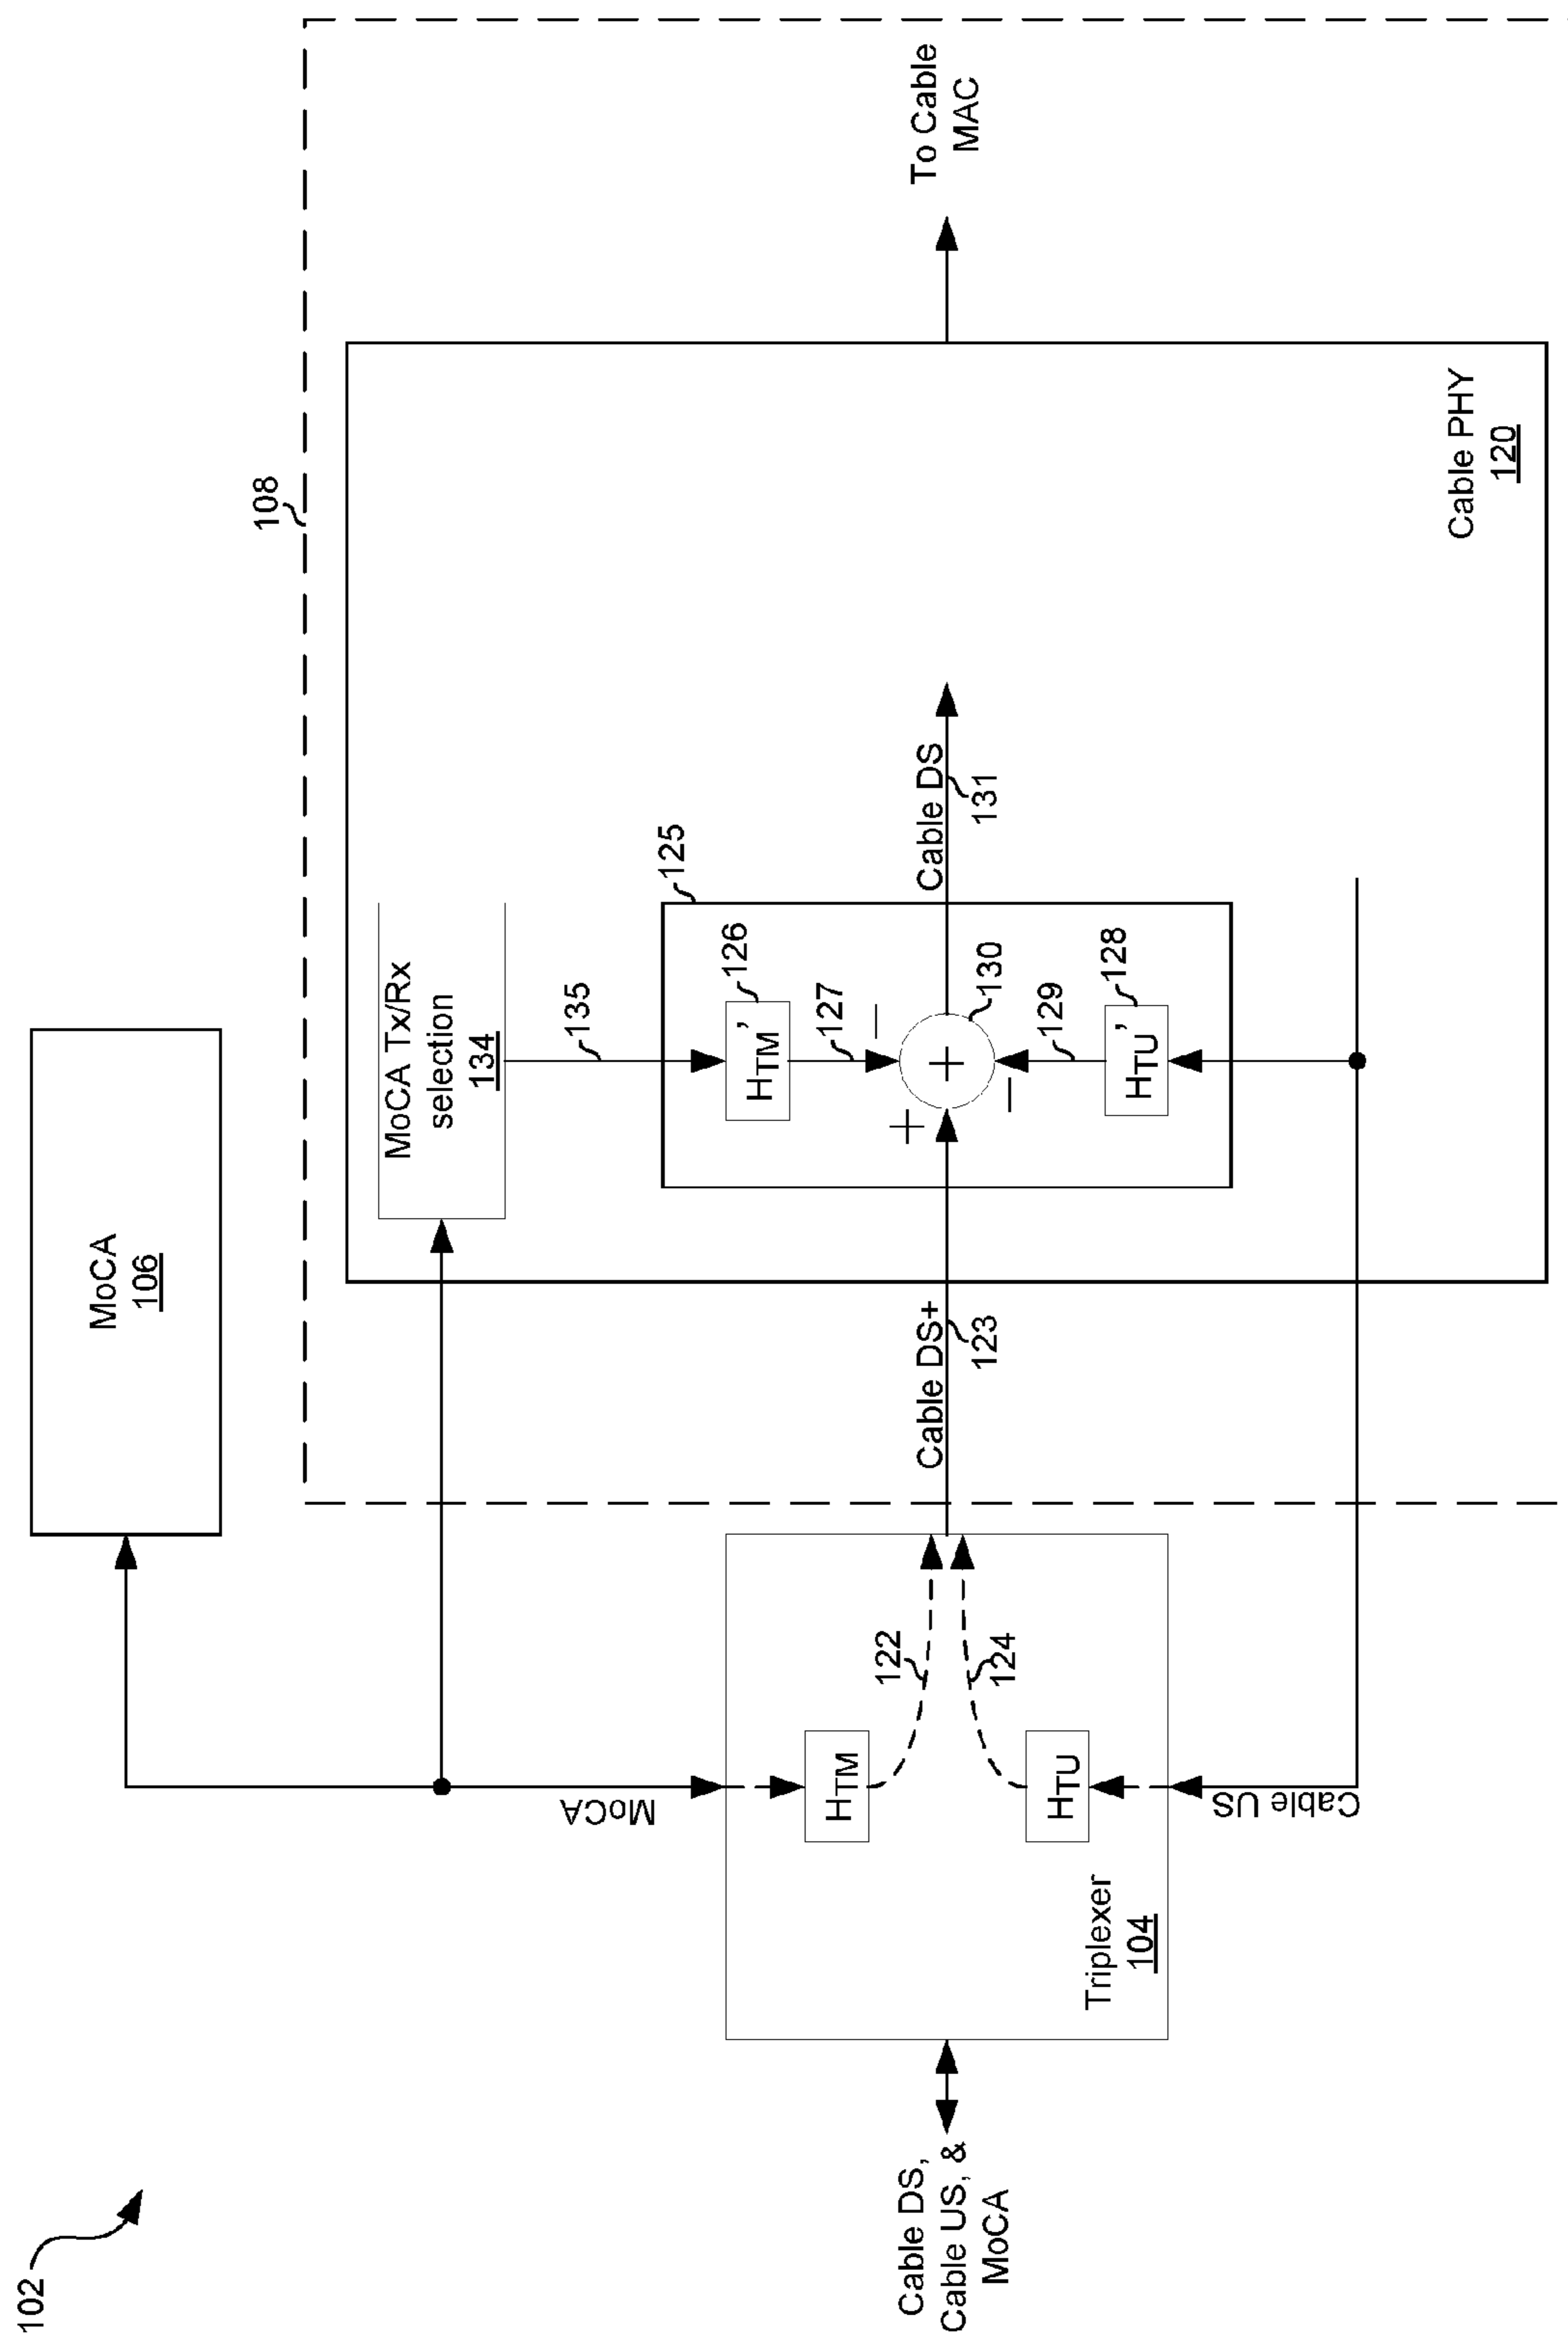 102
MoCA
106
108
MoCA Tx/Rx
selection
134
135
125
HTM'
126
127
−
+
+
130
−
129
HTU'
128
Cable DS
131
To Cable
MAC
Cable PHY
120
Cable DS+
123
MoCA
HTM
122
124
HTU
Triplexer
104
Cable US
Cable DS,
Cable US, &
MoCA